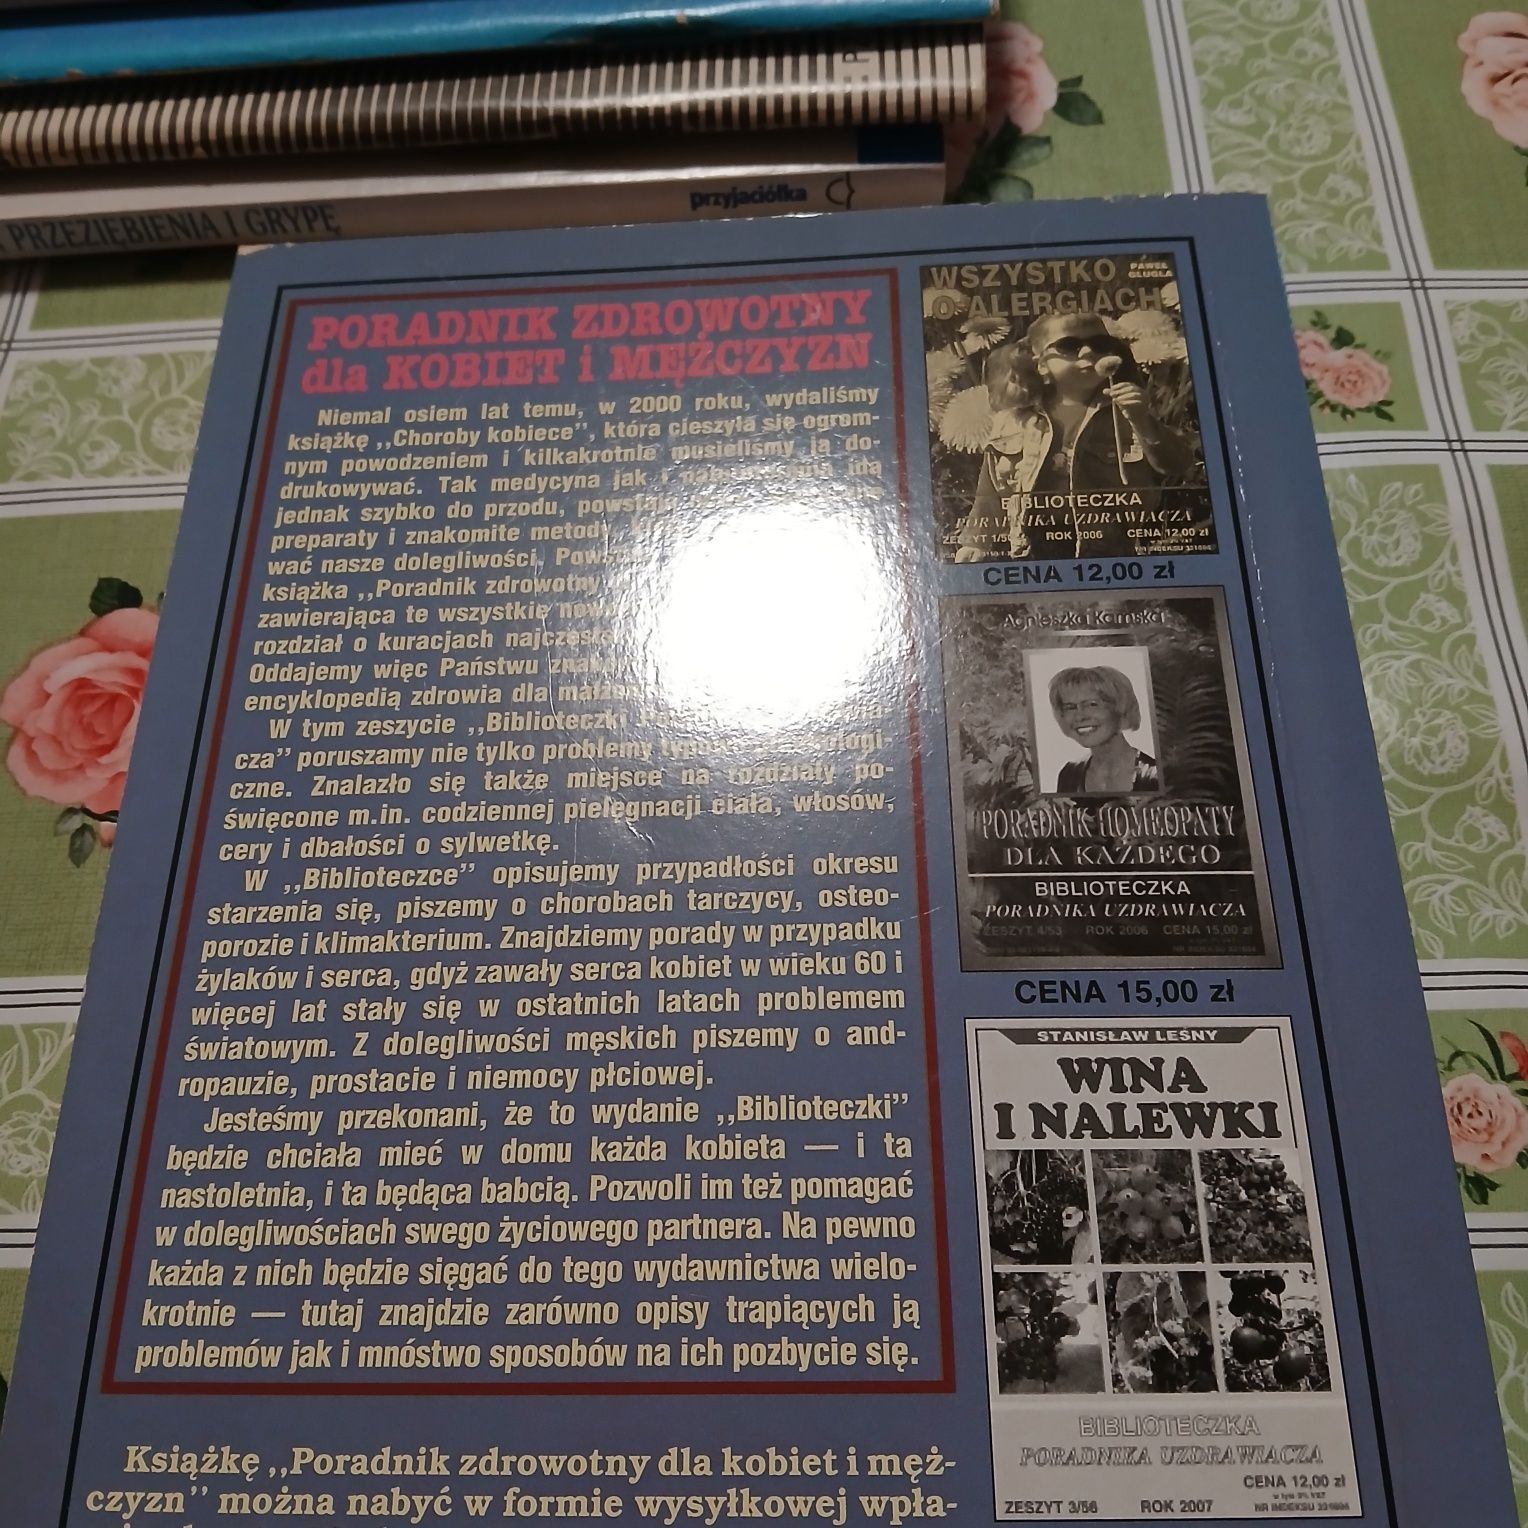 PRZEZIĘBIENIA I GRYPĘ
przyjaciółka
PORADNIK ZDROWOTNY
dla KOBIET i MĘŻCZYZN
Niemal osiem lat temu, w 2000 roku, wydaliśmy
książkę ,,Choroby kobiece", która cieszyła się ogrom-
nym powodzeniem i kilkakrotnie musieliśmy ją do-
drukowywać. Tak medycyna jak i idą
jednak szybko do przodu,
preparaty i znakomite metody
wać nasze dolegliwości.
książka ,,Poradnik zdrowotny
zawierająca te wszystkie
rozdział o kuracjach
Oddajemy więc Państwu
encyklopedią zdrowia dla
W tym zeszycie ,,Biblioteczki
cza" poruszamy nie tylko problemy
czne. Znalazło się także miejsce na rozdziały po-
święcone m.in. codziennej pielęgnacji ciała, włosów,
cery i dbałości o sylwetkę.
W ,,Biblioteczce" opisujemy przypadłości okresu
starzenia się, piszemy o chorobach tarczycy, osteo-
porozie i klimakterium. Znajdziemy porady w przypadku
żylaków i serca, gdyż zawały serca kobiet w wieku 60 i
więcej lat stały się w ostatnich latach problemem
światowym. Z dolegliwości męskich piszemy o and-
ropauzie, prostacie i niemocy płciowej.
Jesteśmy przekonani, że to wydanie ,,Biblioteczki"
będzie chciała mieć w domu każda kobieta — i ta
nastoletnia, i ta będąca babcią. Pozwoli im też pomagać
w dolegliwościach swego życiowego partnera. Na pewno
każda z nich będzie sięgać do tego wydawnictwa wielo-
krotnie — tutaj znajdzie zarówno opisy trapiących ją
problemów jak i mnóstwo sposobów na ich pozbycie się.
Książkę ,,Poradnik zdrowotny dla kobiet i męż-
czyzn" można nabyć w formie wysyłkowej wpła-
WSZYSTKO
O ALERGIACH
PAWEŁ
GLUGLA
BIBLIOTECZKA
PORADNIKA UZDRAWIACZA
ROK 2006 CENA 12,00 zł
CENA 12,00 zł
Agnieszka Kamska
PORADNIK HOMEOPATY
DLA KAŻDEGO
BIBLIOTECZKA
PORADNIKA UZDRAWIACZA
ZESZYT 4/53 ROK 2006 CENA 15,00 zł
CENA 15,00 zł
STANISŁAW LEŚNY
WINA
I NALEWKI
BIBLIOTECZKA
PORADNIKA UZDRAWIACZA
CENA 12,00 zł
ZESZYT 3/56 ROK 2007